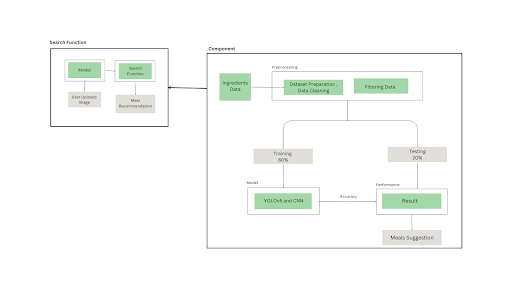 Search Function
Model
Search
Function
User Uploads
Image
Meal
Recommendation
Component
Preprocessing
Ingredients
Data
Dataset Preparation ,
Data Cleaning
Filtering Data
Training
80%
Testing
20%
Model
YOLOv5 and CNN
Accuracy
Performance
Result
Meals Suggestion